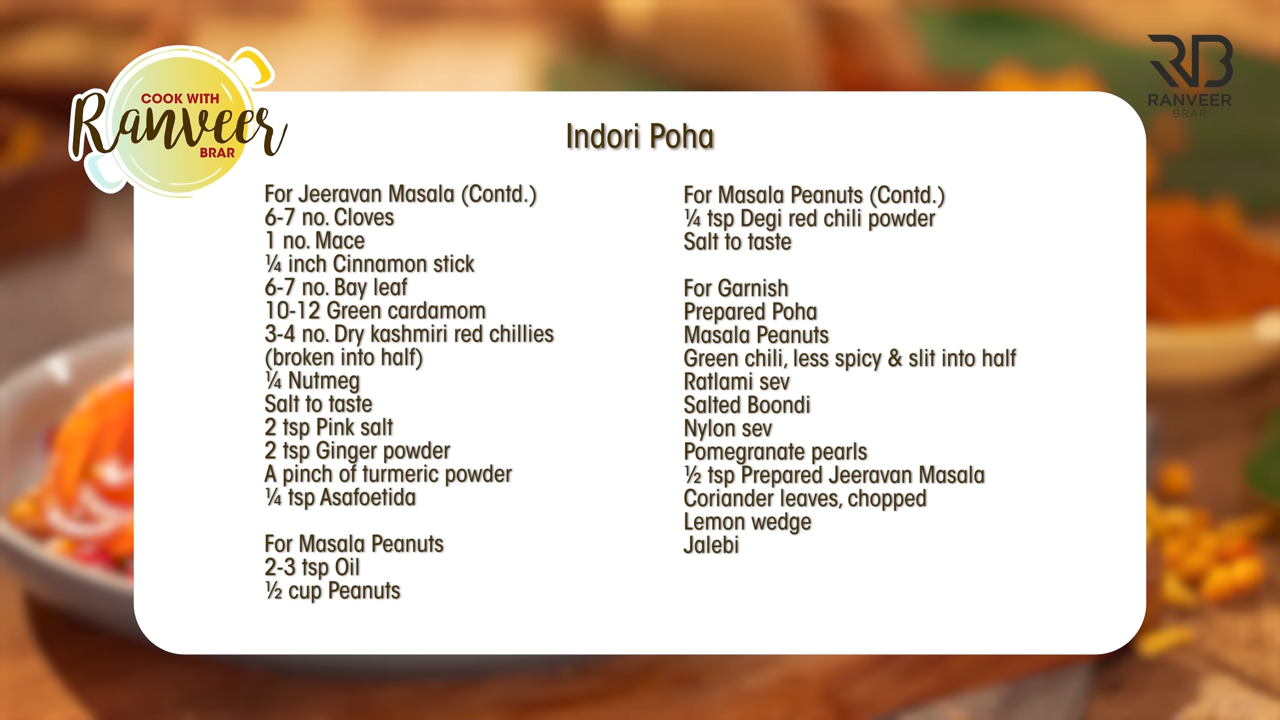 COOK WITH
Ranveer
BRAR
RB
RANVEER
BRAR
Indori Poha
For Jeeravan Masala (Contd.)
6-7 no. Cloves
1 no. Mace
¼ inch Cinnamon stick
6-7 no. Bay leaf
10-12 Green cardamom
3-4 no. Dry kashmiri red chillies
(broken into half)
¼ Nutmeg
Salt to taste
2 tsp Pink salt
2 tsp Ginger powder
A pinch of turmeric powder
¼ tsp Asafoetida
For Masala Peanuts
2-3 tsp Oil
½ cup Peanuts
For Masala Peanuts (Contd.)
¼ tsp Degi red chili powder
Salt to taste
For Garnish
Prepared Poha
Masala Peanuts
Green chili, less spicy & slit into half
Ratlami sev
Salted Boondi
Nylon sev
Pomegranate pearls
½ tsp Prepared Jeeravan Masala
Coriander leaves, chopped
Lemon wedge
Jalebi